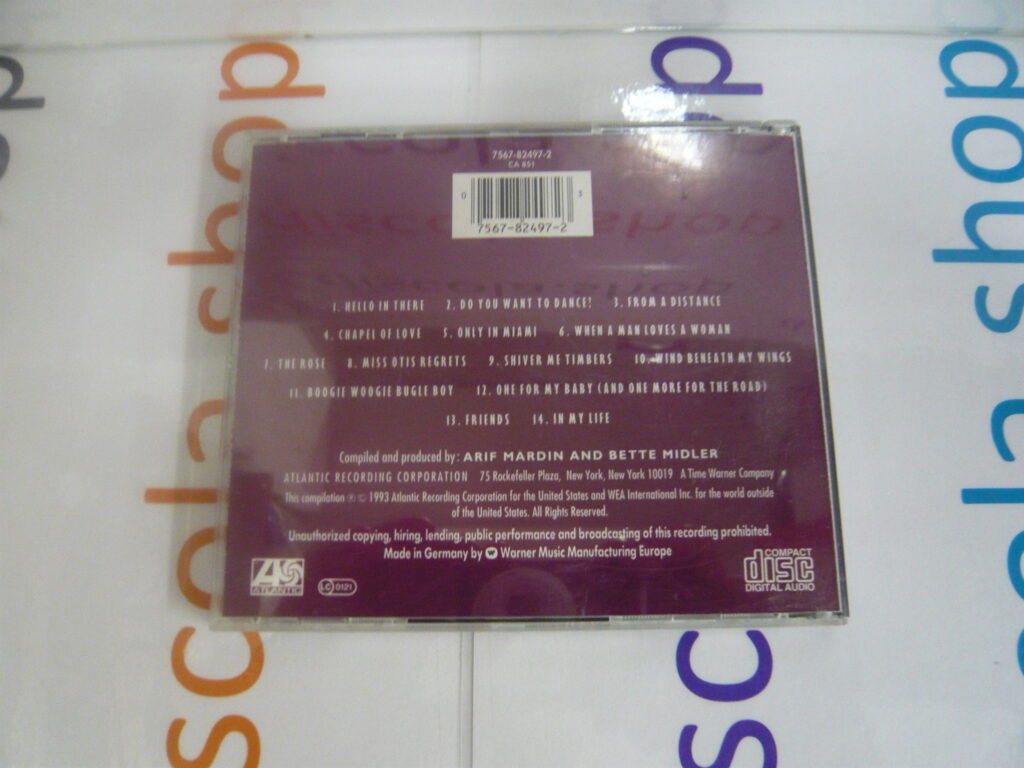 7567-82497-2
CA 851
0 3
7567-82497-2
1. HELLO IN THERE 2. DO YOU WANT TO DANCE? 3. FROM A DISTANCE
4. CHAPEL OF LOVE 5. ONLY IN MIAMI 6. WHEN A MAN LOVES A WOMAN
7. THE ROSE 8. MISS OTIS REGRETS 9. SHIVER ME TIMBERS 10. WIND BENEATH MY WINGS
11. BOOGIE WOOGIE BUGLE BOY 12. ONE FOR MY BABY (AND ONE MORE FOR THE ROAD)
13. FRIENDS 14. IN MY LIFE
Compiled and produced by: ARIF MARDIN AND BETTE MIDLER
ATLANTIC RECORDING CORPORATION 75 Rockefeller Plaza, New York, New York 10019 A Time Warner Company
This compilation ℗ © 1993 Atlantic Recording Corporation for the United States and WEA International Inc. for the world outside
of the United States. All Rights Reserved.
Unauthorized copying, hiring, lending, public performance and broadcasting of this recording prohibited.
Made in Germany by Warner Music Manufacturing Europe
ATLANTIC
LC 0121
COMPACT
disc
DIGITAL AUDIO
discola shop
scola shop
sc op
cola shop